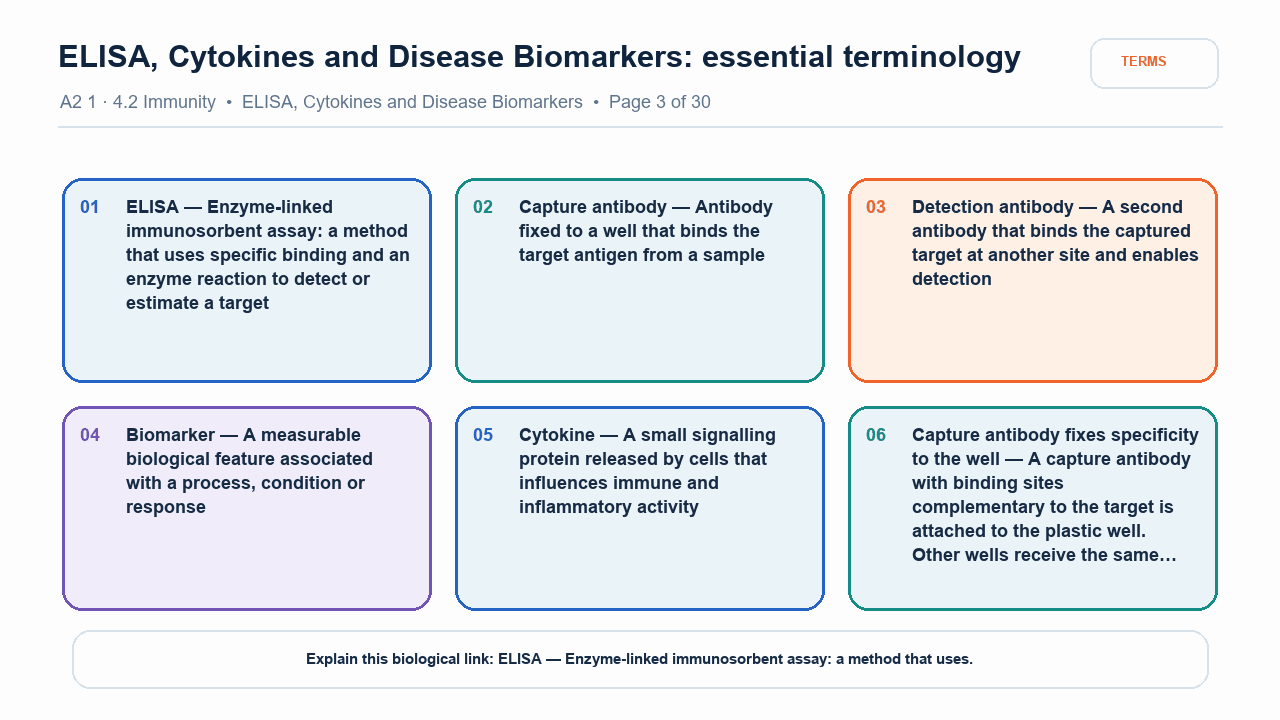 ELISA, Cytokines and Disease Biomarkers: essential terminology
TERMS
A2 1 · 4.2 Immunity • ELISA, Cytokines and Disease Biomarkers • Page 3 of 30
01
ELISA — Enzyme-linked
immunosorbent assay: a method
that uses specific binding and an
enzyme reaction to detect or
estimate a target
02
Capture antibody — Antibody
fixed to a well that binds the
target antigen from a sample
03
Detection antibody — A second
antibody that binds the captured
target at another site and enables
detection
04
Biomarker — A measurable
biological feature associated
with a process, condition or
response
05
Cytokine — A small signalling
protein released by cells that
influences immune and
inflammatory activity
06
Capture antibody fixes specificity
to the well — A capture antibody
with binding sites
complementary to the target is
attached to the plastic well.
Other wells receive the same…
Explain this biological link: ELISA — Enzyme-linked immunosorbent assay: a method that uses.